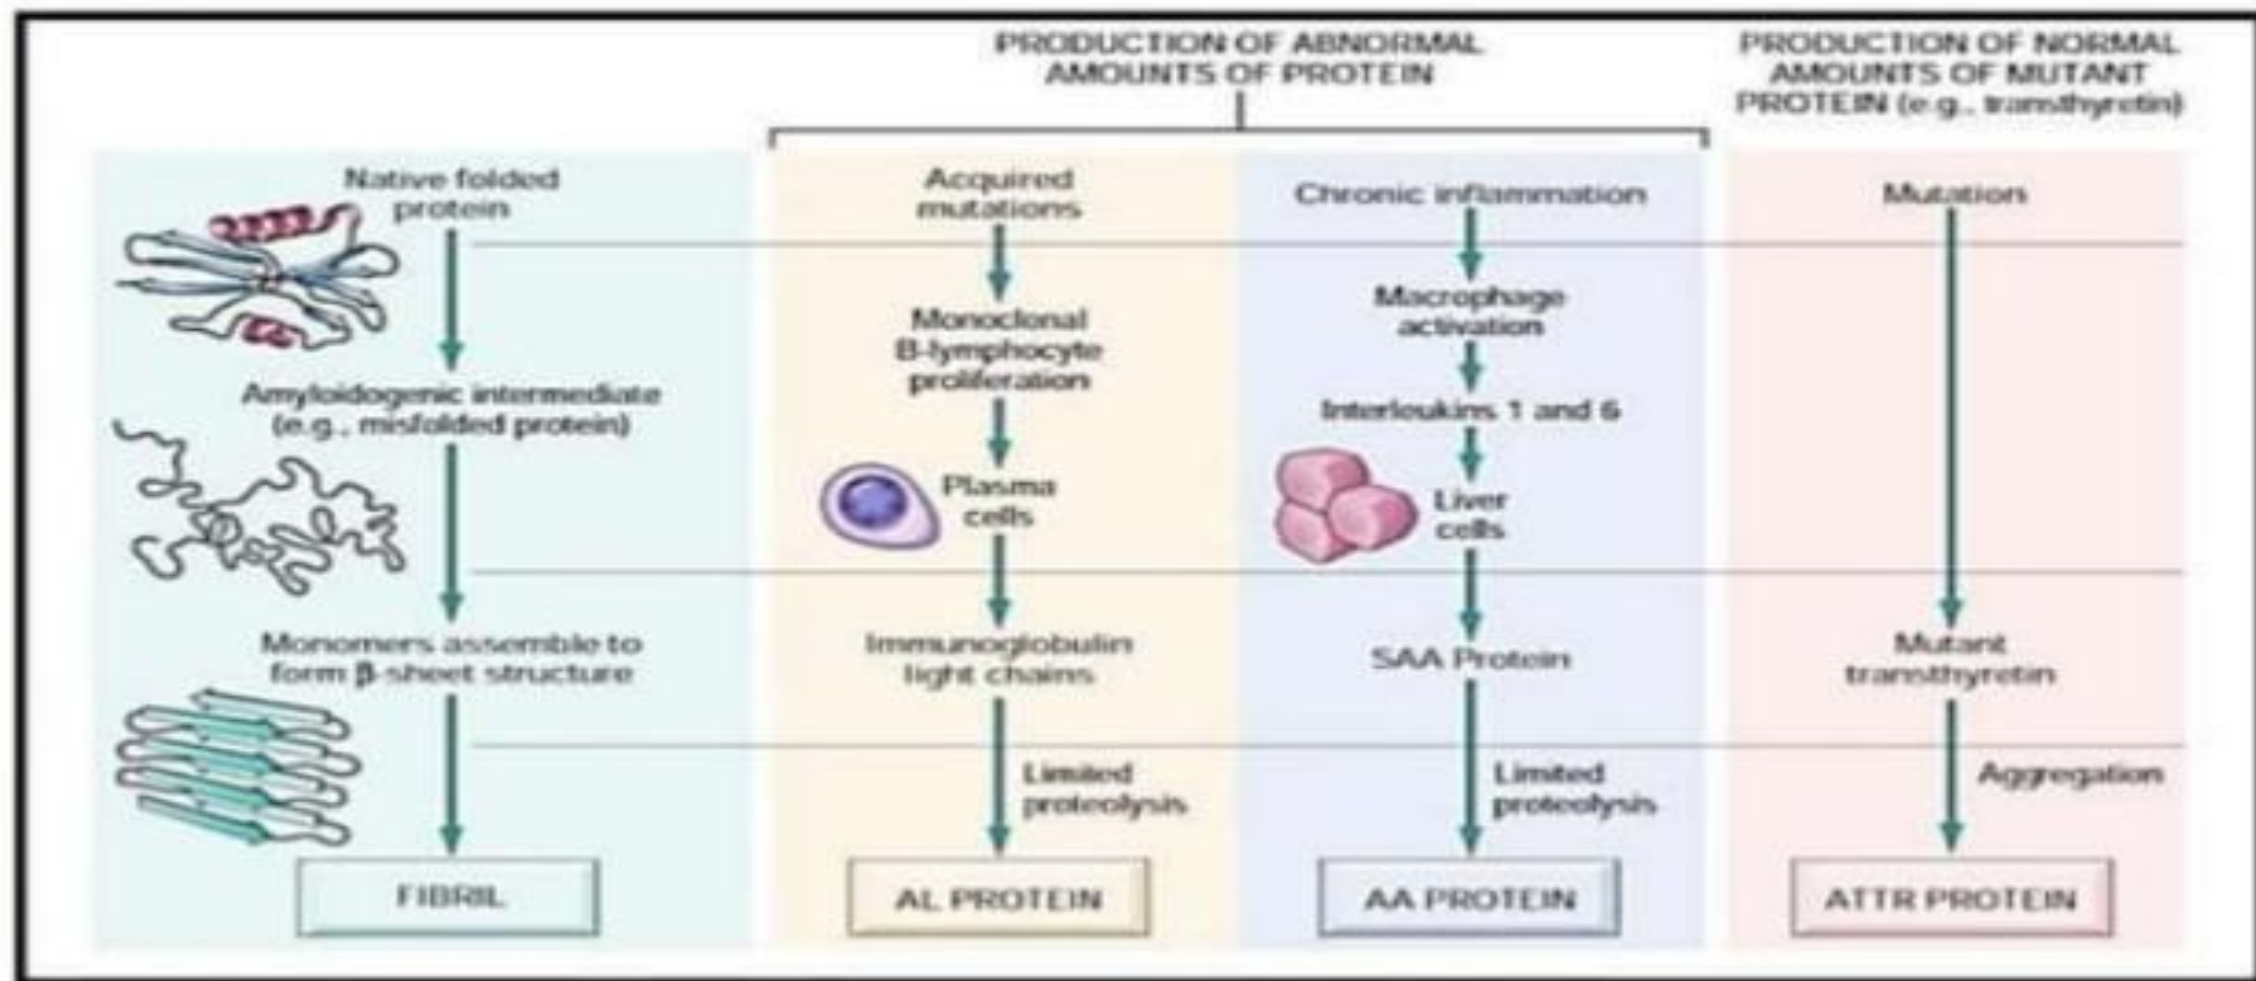 PRODUCTION OF ABNORMAL
AMOUNTS OF PROTEIN
PRODUCTION OF NORMAL
AMOUNTS OF MUTANT
PROTEIN (e.g., transthyretin)
Native folded
protein
Amyloidogenic intermediate
(e.g., misfolded protein)
Monomers assemble to
form β-sheet structure
FIBRIL
Acquired
mutations
Monoclonal
B-lymphocyte
proliferation
Plasma
cells
Immunoglobulin
light chains
Limited
proteolysis
AL PROTEIN
Chronic inflammation
Macrophage
activation
Interleukins 1 and 6
Liver
cells
SAA Protein
Limited
proteolysis
AA PROTEIN
Mutation
Mutant
transthyretin
Aggregation
ATTR PROTEIN